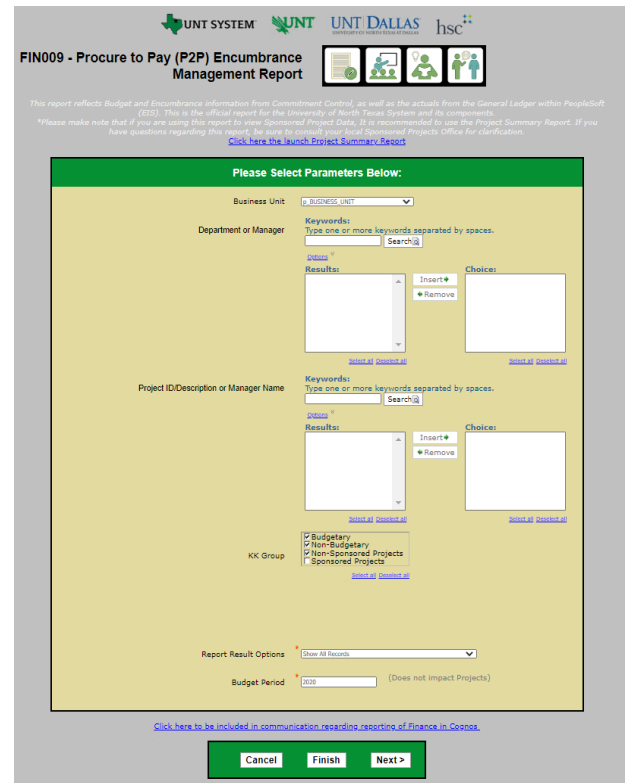 UNT SYSTEM™ UNT UNT DALLAS hsc
UNIVERSITY OF NORTH TEXAS AT DALLAS
FIN009 - Procure to Pay (P2P) Encumbrance
Management Report
This report reflects Budget and Encumbrance information from Commitment Control, as well as the actuals from the General Ledger within PeopleSoft
(EIS). This is the official report for the University of North Texas System and its components.
*Please make note that if you are using this report to view Sponsored Project Data, It is recommended to use the Project Summary Report. If you
have questions regarding this report, be sure to consult your local Sponsored Projects Office for clarification.
Click here the launch Project Summary Report
Please Select Parameters Below:
Business Unit p_BUSINESS_UNIT
Department or Manager
Keywords:
Type one or more keywords separated by spaces.
Search
Options
Results: Choice:
Insert
Remove
Select all Deselect all Select all Deselect all
Project ID/Description or Manager Name
Keywords:
Type one or more keywords separated by spaces.
Search
Options
Results: Choice:
Insert
Remove
Select all Deselect all Select all Deselect all
KK Group
Budgetary
Non-Budgetary
Non-Sponsored Projects
Sponsored Projects
Select all Deselect all
Report Result Options * Show All Records
Budget Period * 2020 (Does not impact Projects)
Click here to be included in communication regarding reporting of Finance in Cognos
Cancel Finish Next >